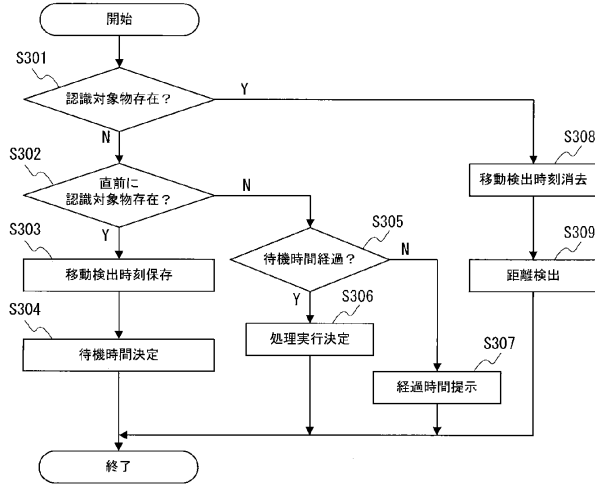 開始
S301
認識対象物存在？
Y
N
S302
直前に
認識対象物存在？
N
Y
S308
移動検出時刻消去
S303
移動検出時刻保存
S305
待機時間経過？
N
Y
S309
距離検出
S304
待機時間決定
S306
処理実行決定
S307
経過時間提示
終了